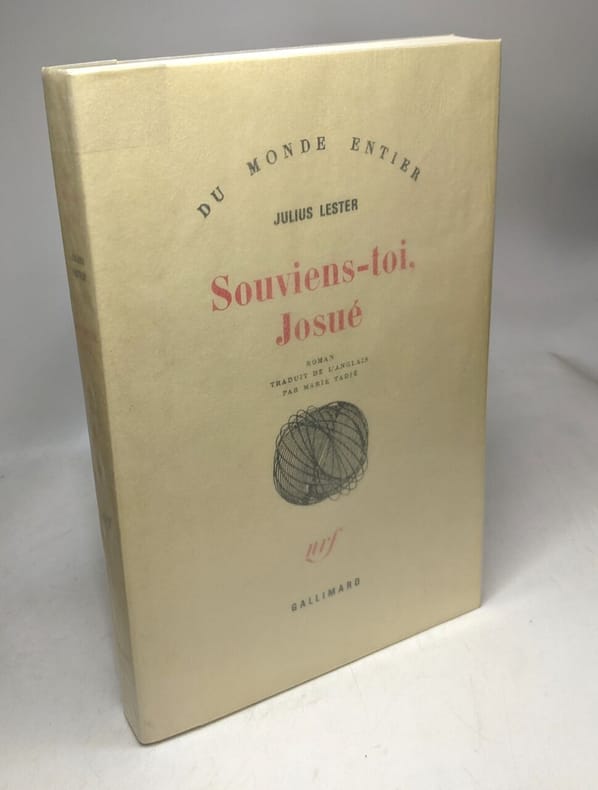 DU MONDE ENTIER
JULIUS LESTER
Souviens-toi,
Josué
ROMAN
TRADUIT DE L'ANGLAIS
PAR MARIE TADIÉ
nrf
GALLIMARD